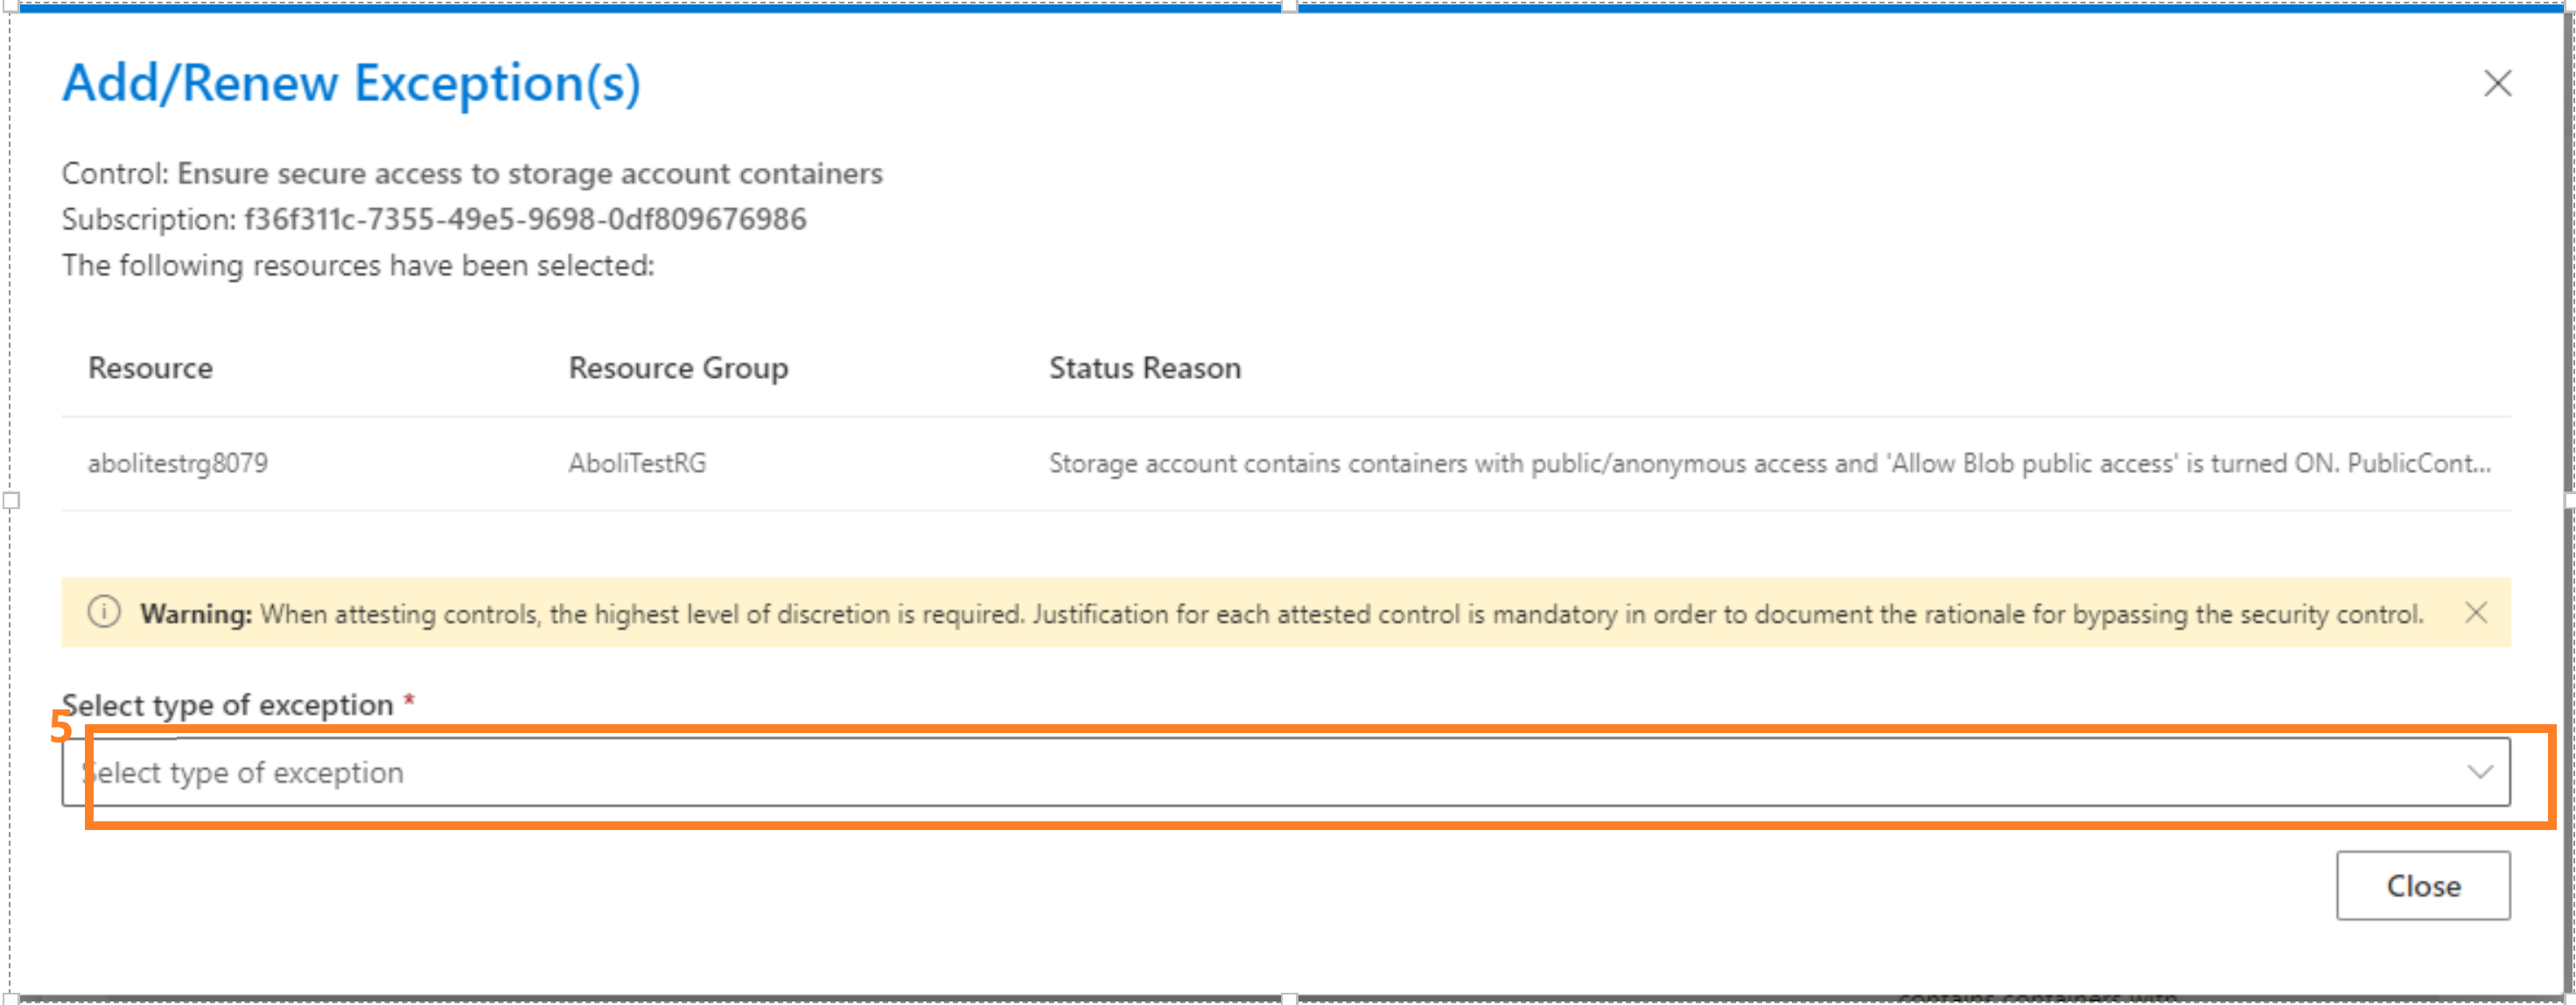 Add/Renew Exception(s)
Control: Ensure secure access to storage account containers
Subscription: f36f311c-7355-49e5-9698-0df809676986
The following resources have been selected:
Resource Resource Group Status Reason
abolitestrg8079 AboliTestRG Storage account contains containers with public/anonymous access and 'Allow Blob public access' is turned ON. PublicCont...
Warning: When attesting controls, the highest level of discretion is required. Justification for each attested control is mandatory in order to document the rationale for bypassing the security control.
Select type of exception *
5
Select type of exception
Close
contains containers with